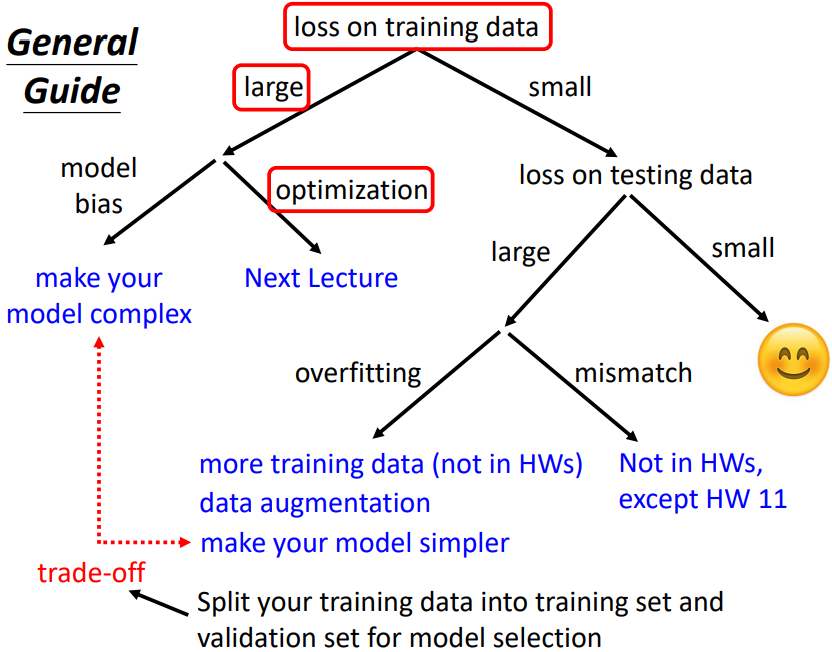 General
Guide
loss on training data
large
small
model
bias
optimization
loss on testing data
make your
model complex
Next Lecture
large
small
overfitting
mismatch
more training data (not in HWs)
data augmentation
make your model simpler
Not in HWs,
except HW 11
trade-off
Split your training data into training set and
validation set for model selection